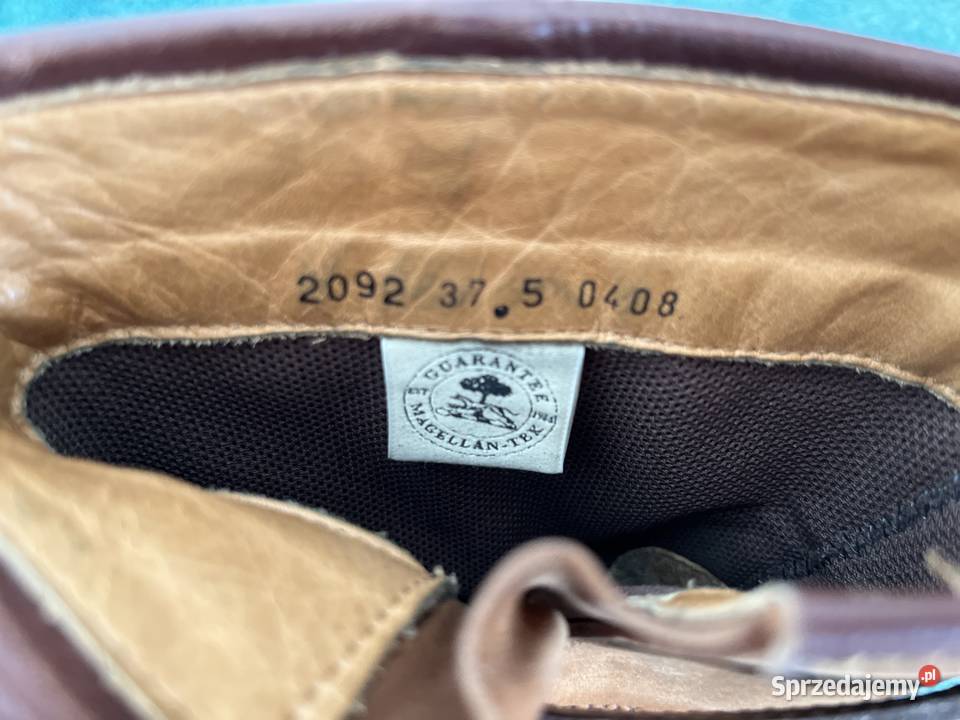 2092 37.5 0408
GUARANTEE
MAGELLAN-TEK
Sprzedajemy.pl